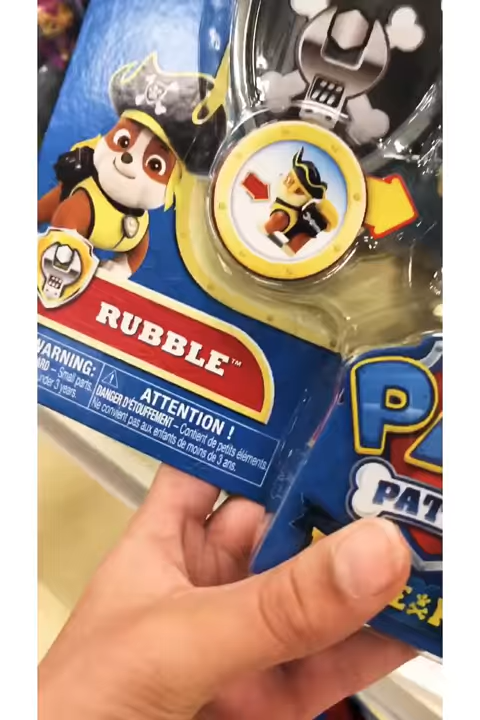 RUBBLE™
WARNING:
– Small parts.
under 3 years.
ATTENTION !
DANGER D'ÉTOUFFEMENT – Contient de petits éléments.
Ne convient pas aux enfants de moins de 3 ans.
PA
PAT